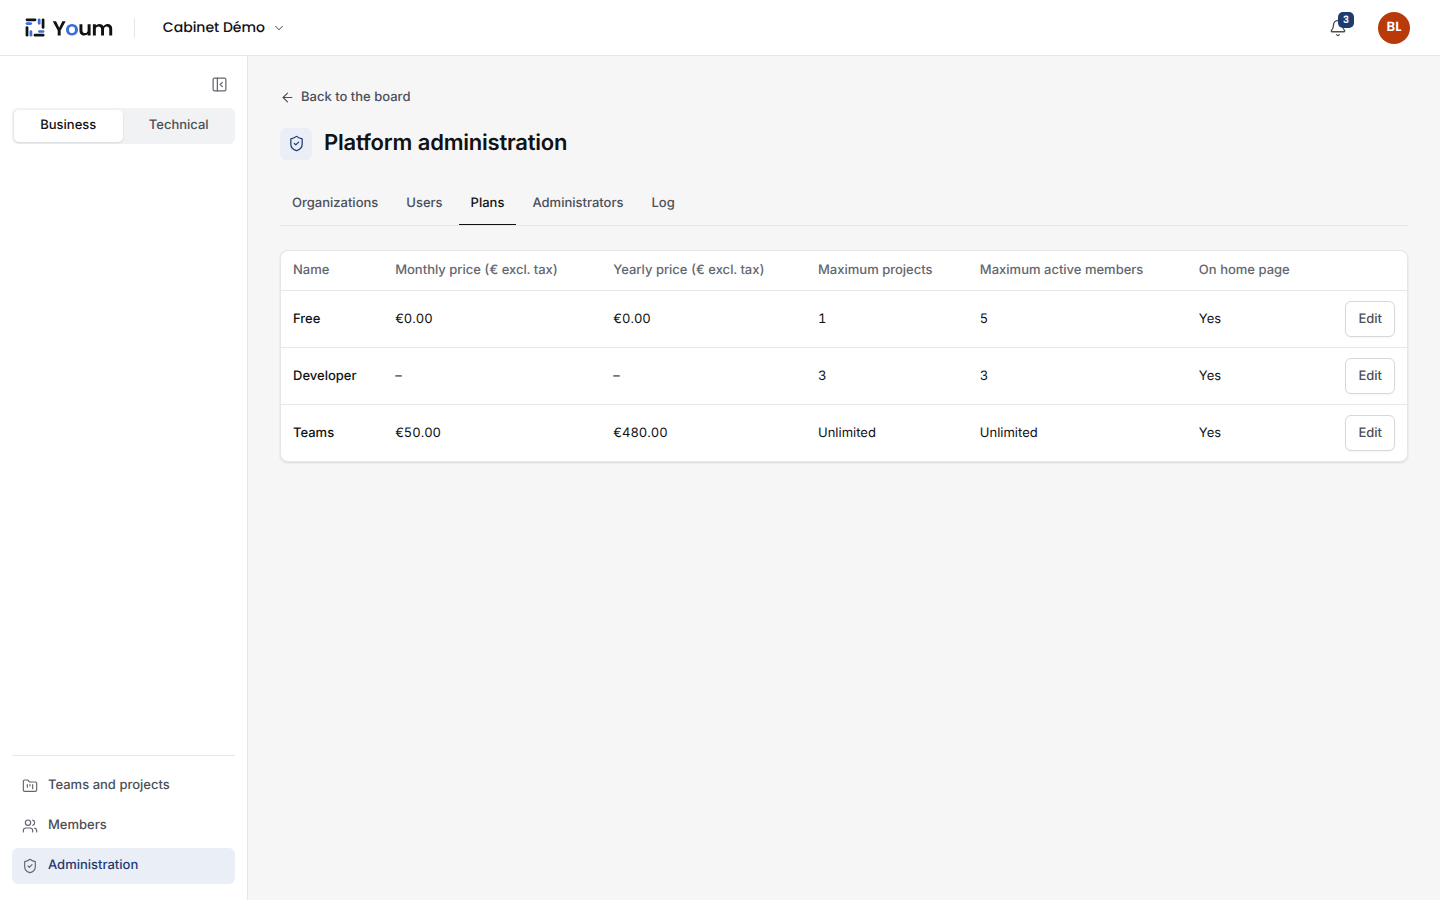 Youm
Cabinet Démo
3
BL
Business
Technical
Back to the board
Platform administration
Organizations
Users
Plans
Administrators
Log
Name
Monthly price (€ excl. tax)
Yearly price (€ excl. tax)
Maximum projects
Maximum active members
On home page
Free
€0.00
€0.00
1
5
Yes
Edit
Developer
–
–
3
3
Yes
Edit
Teams
€50.00
€480.00
Unlimited
Unlimited
Yes
Edit
Teams and projects
Members
Administration